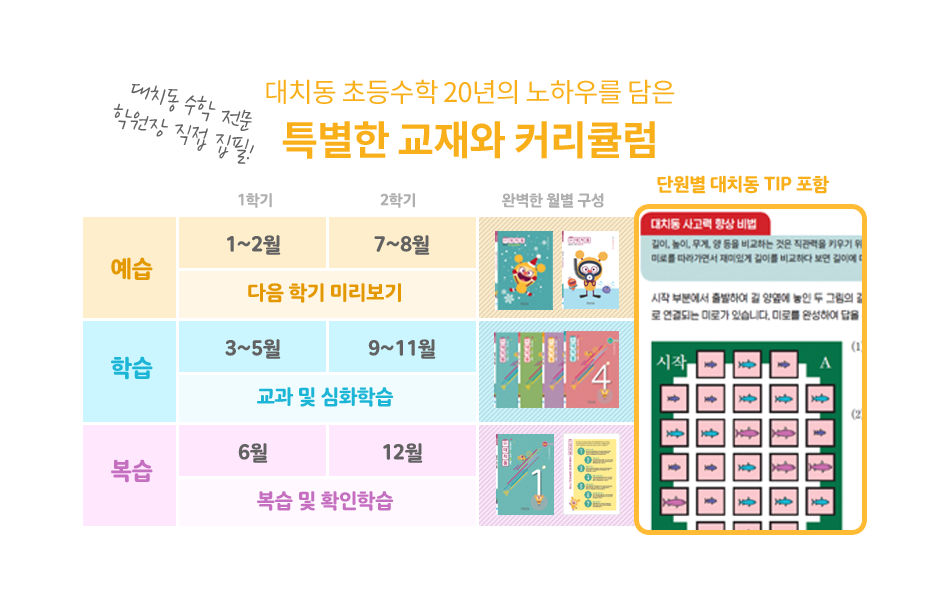 대치동 수학 전문
학원장 직접 집필!
대치동 초등수학 20년의 노하우를 담은
특별한 교재와 커리큘럼
단원별 대치동 TIP 포함
1학기
2학기
완벽한 월별 구성
예습
1~2월
7~8월
다음 학기 미리보기
학습
3~5월
9~11월
교과 및 심화학습
4
복습
6월
12월
복습 및 확인학습
1
대치동 사고력 향상 비법
길이, 높이, 무게, 양 등을 비교하는 것은 직관력을 키우기 위
미로를 따라가면서 재미있게 길이를 비교하다 보면 길이에 대
시작 부분에서 출발하여 길 양옆에 놓인 두 그림의 길
로 연결되는 미로가 있습니다. 미로를 완성하여 답을
시작
A
(1)
(2)